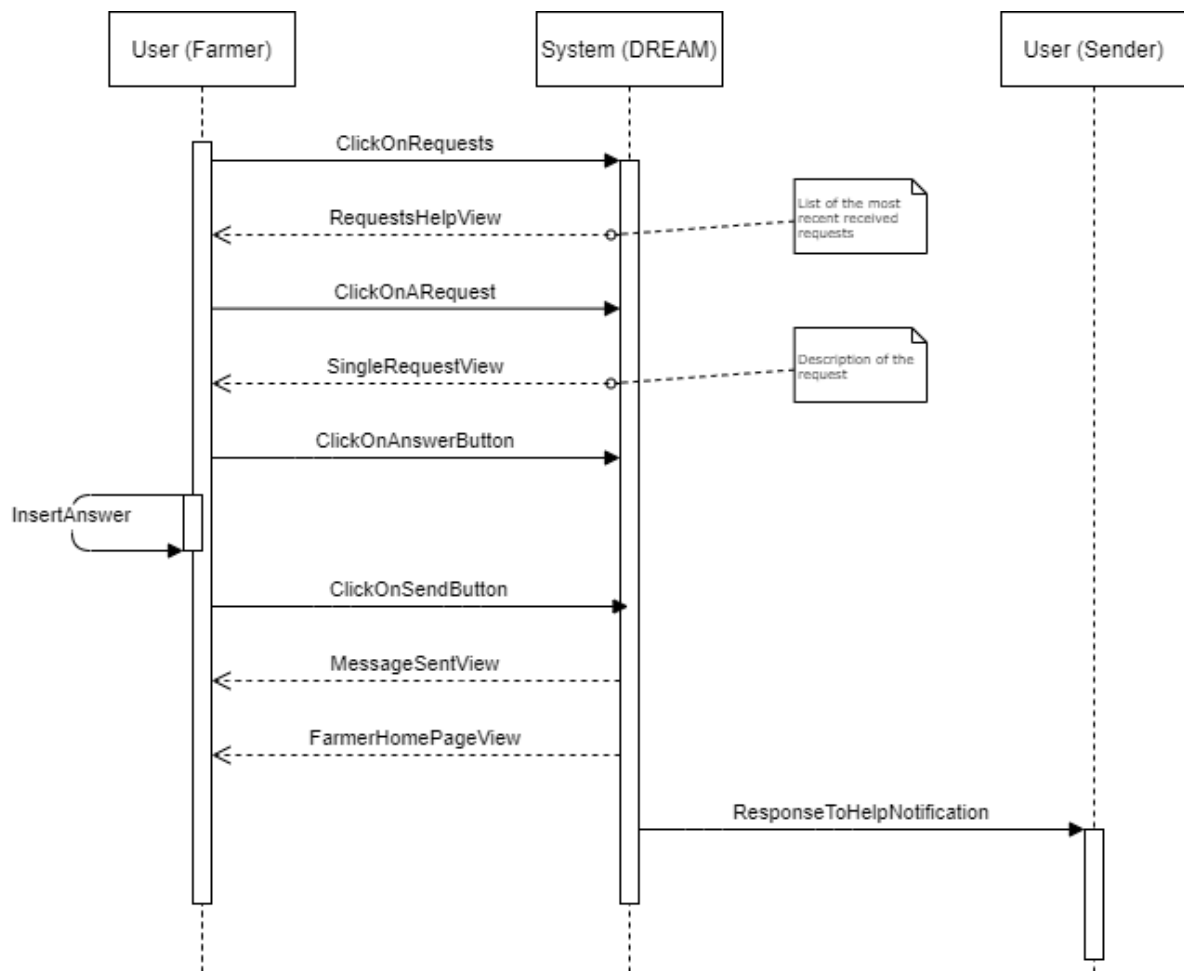 User (Farmer)
System (DREAM)
User (Sender)
ClickOnRequests
List of the most
recent received
requests
RequestsHelpView
ClickOnARequest
Description of the
request
SingleRequestView
ClickOnAnswerButton
InsertAnswer
ClickOnSendButton
MessageSentView
FarmerHomePageView
ResponseToHelpNotification